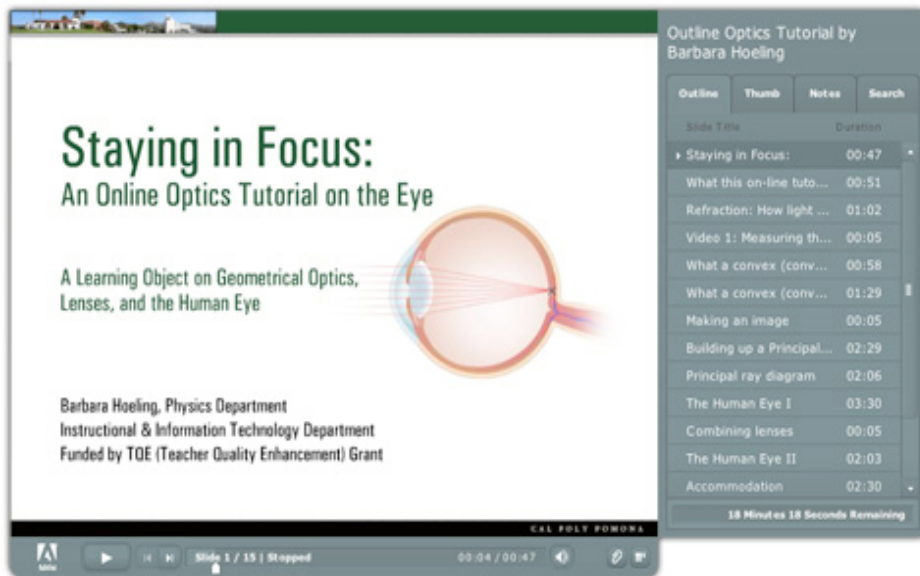 Staying in Focus:
An Online Optics Tutorial on the Eye
A Learning Object on Geometrical Optics,
Lenses, and the Human Eye
Barbara Hoeling, Physics Department
Instructional & Information Technology Department
Funded by TQE (Teacher Quality Enhancement) Grant
CAL POLY POMONA
Slide 1 / 15 | Stopped
00:04 / 00:47
Outline Optics Tutorial by
Barbara Hoeling
Outline Thumb Notes Search
Slide Title Duration
Staying in Focus: 00:47
What this on-line tuto... 00:51
Refraction: How light ... 01:02
Video 1: Measuring th... 00:05
What a convex (conv... 00:58
What a convex (conv... 01:29
Making an image 00:05
Building up a Principal... 02:29
Principal ray diagram 02:06
The Human Eye I 03:30
Combining lenses 00:05
The Human Eye II 02:03
Accommodation 02:30
18 Minutes 18 Seconds Remaining